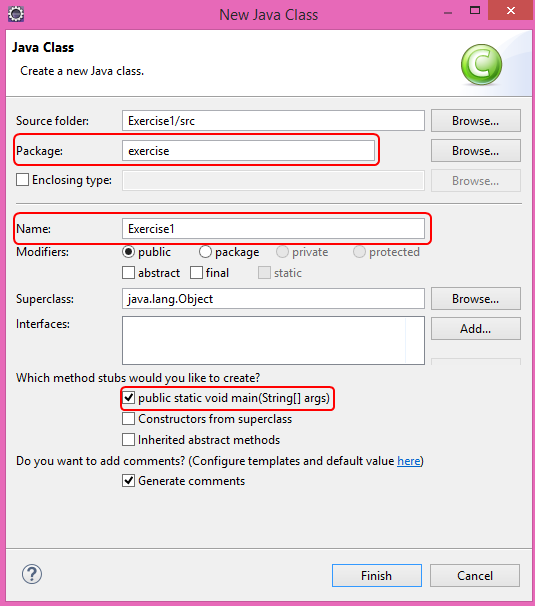 New Java Class
Java Class
Create a new Java class.
C
Source folder: Exercise1/src Browse...
Package: exercise Browse...
Enclosing type: Browse...
Name: Exercise1
Modifiers: public package private protected
abstract final static
Superclass: java.lang.Object Browse...
Interfaces: Add...
Which method stubs would you like to create?
public static void main(String[] args)
Constructors from superclass
Inherited abstract methods
Do you want to add comments? (Configure templates and default value here)
Generate comments
? Finish Cancel